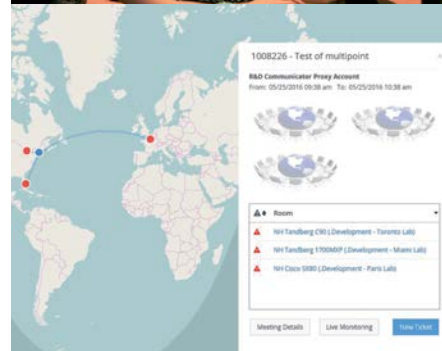 1008226 - Test of multipoint
R&D Communicator Proxy Account
From: 05/25/2016 09:38 am To: 05/25/2016 10:38 am
Room
NH Tandberg C90 (.Development - Toronto Lab)
NH Tandberg 1700MXP (.Development - Miami Lab)
NH Cisco SX80 (.Development - Paris Lab)
Meeting Details Live Monitoring New Ticket